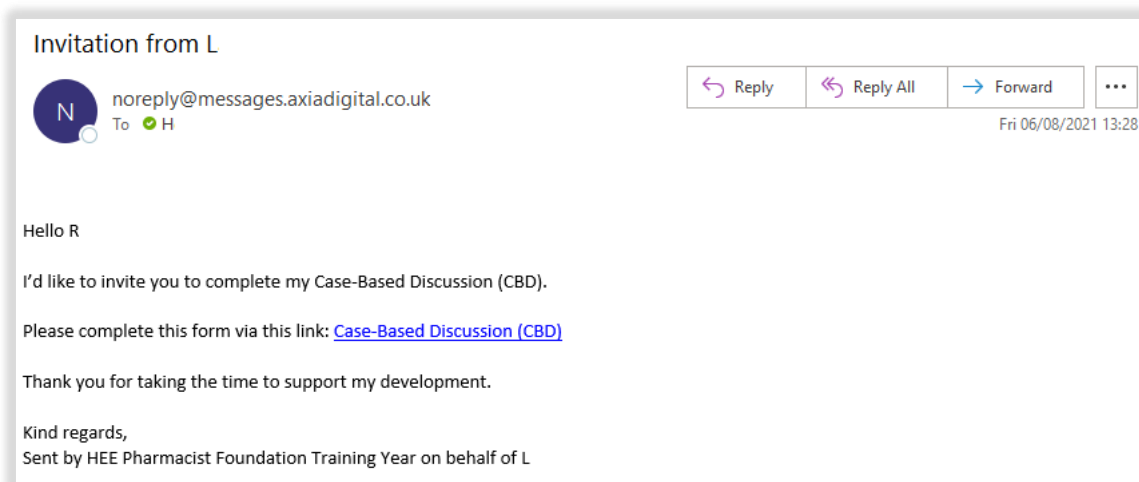 Invitation from L
N
noreply@messages.axiadigital.co.uk
To H
Reply
Reply All
Forward
...
Fri 06/08/2021 13:28
Hello R
I'd like to invite you to complete my Case-Based Discussion (CBD).
Please complete this form via this link: Case-Based Discussion (CBD)
Thank you for taking the time to support my development.
Kind regards,
Sent by HEE Pharmacist Foundation Training Year on behalf of L